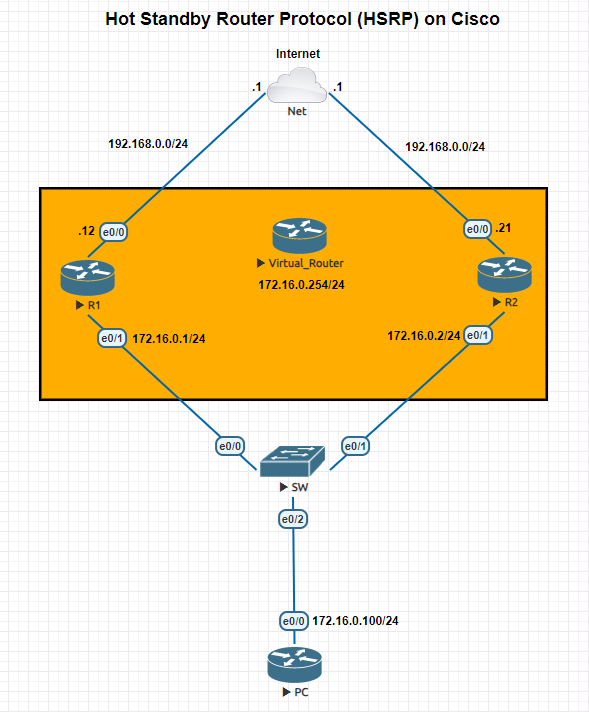 Hot Standby Router Protocol (HSRP) on Cisco
Internet
.1
.1
Net
192.168.0.0/24
192.168.0.0/24
.12
e0/0
e0/0
.21
Virtual_Router
172.16.0.254/24
R1
R2
e0/1
172.16.0.1/24
172.16.0.2/24
e0/1
e0/0
e0/1
SW
e0/2
e0/0
172.16.0.100/24
PC